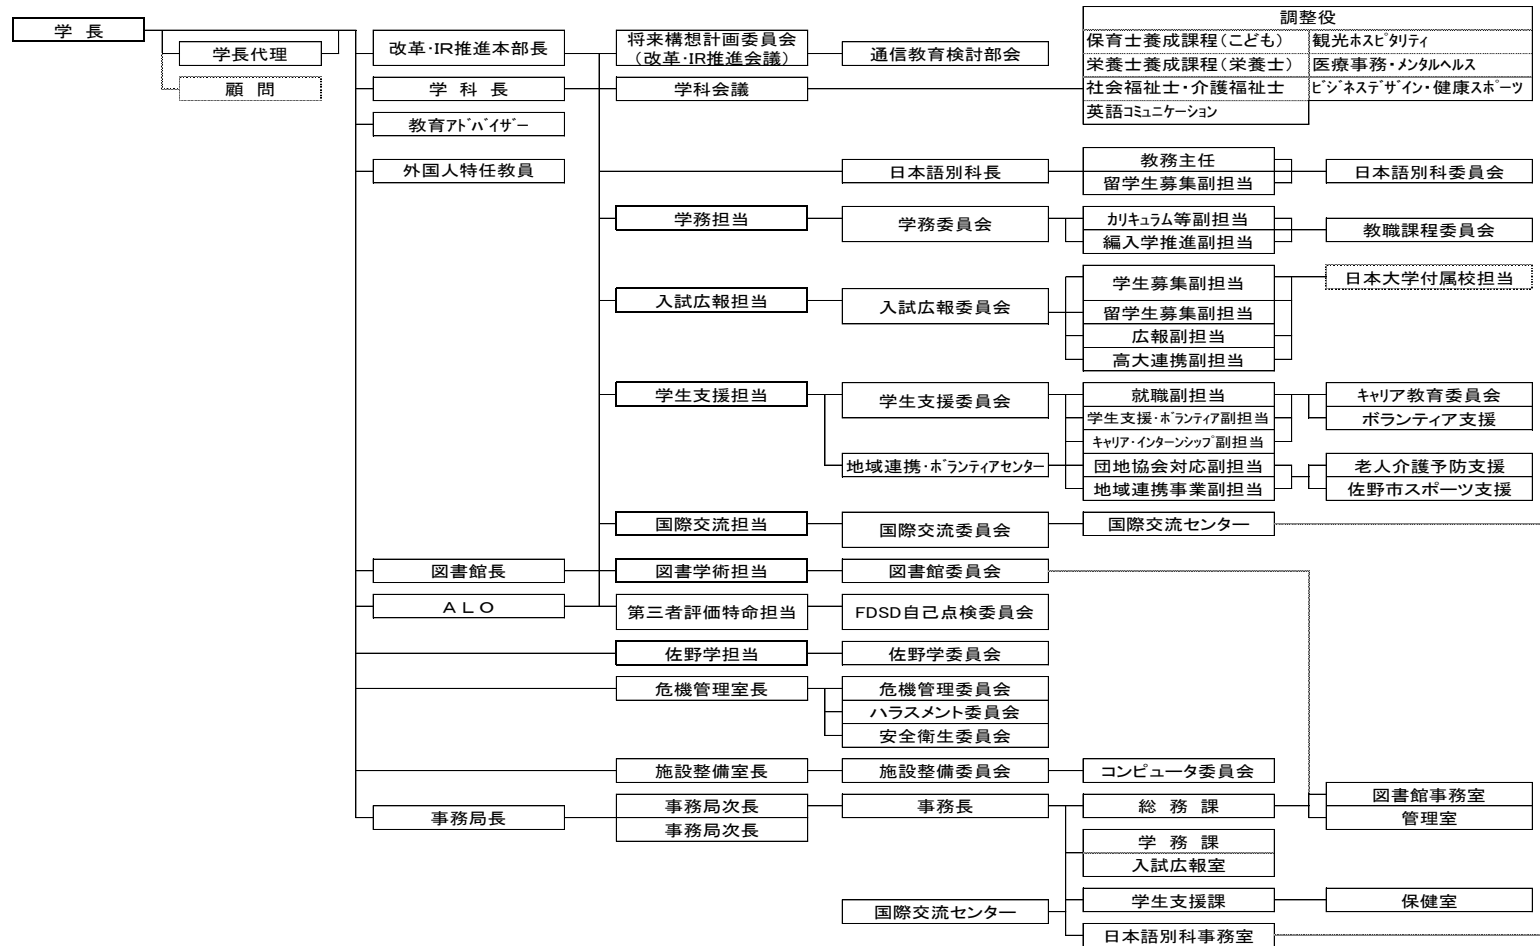 学 長
学長代理
顧 問
改革・IR推進本部長
将来構想計画委員会
（改革・IR推進会議）
通信教育検討部会
調整役
保育士養成課程（こども）
観光ホスピタリティ
栄養士養成課程（栄養士）
医療事務・メンタルヘルス
社会福祉士・介護福祉士
ビジネスデザイン・健康スポーツ
英語コミュニケーション
学 科 長
学科会議
教育アドバイザー
外国人特任教員
日本語別科長
教務主任
留学生募集副担当
日本語別科委員会
学務担当
学務委員会
カリキュラム等副担当
編入学推進副担当
教職課程委員会
入試広報担当
入試広報委員会
学生募集副担当
留学生募集副担当
広報副担当
高大連携副担当
日本大学付属校担当
学生支援担当
学生支援委員会
就職副担当
学生支援・ボランティア副担当
キャリア・インターンシップ副担当
キャリア教育委員会
ボランティア支援
地域連携・ボランティアセンター
団地協会対応副担当
地域連携事業副担当
老人介護予防支援
佐野市スポーツ支援
国際交流担当
国際交流委員会
国際交流センター
図書館長
図書学術担当
図書館委員会
ＡＬＯ
第三者評価特命担当
FDSD自己点検委員会
佐野学担当
佐野学委員会
危機管理室長
危機管理委員会
ハラスメント委員会
安全衛生委員会
施設整備室長
施設整備委員会
コンピュータ委員会
事務局長
事務局次長
事務局次長
事務長
総 務 課
図書館事務室
管理室
学 務 課
入試広報室
国際交流センター
学生支援課
保健室
日本語別科事務室